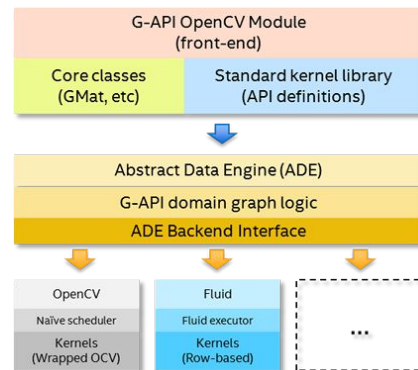 G-API OpenCV Module
(front-end)
Core classes
(GMat, etc)
Standard kernel library
(API definitions)
Abstract Data Engine (ADE)
G-API domain graph logic
ADE Backend Interface
OpenCV
Naïve scheduler
Kernels
(Wrapped OCV)
Fluid
Fluid executor
Kernels
(Row-based)
...